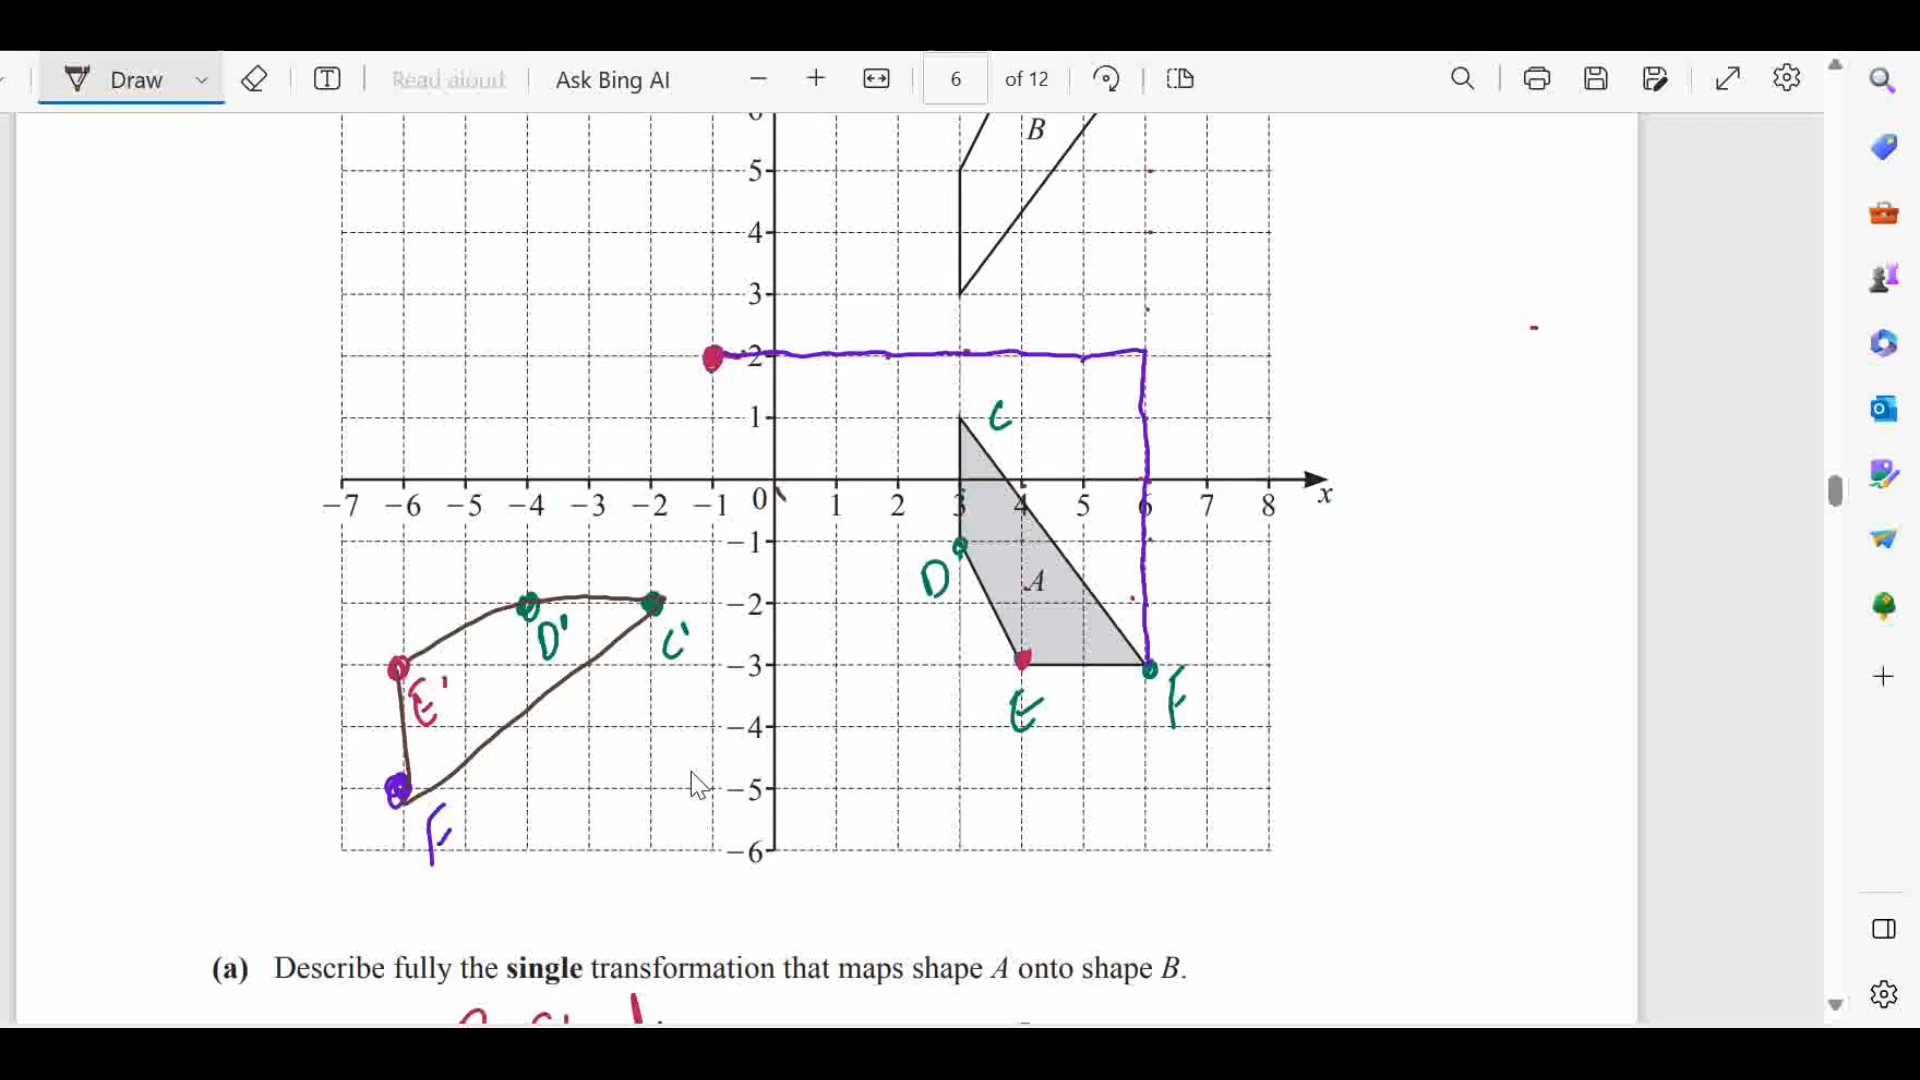 Draw
Read aloud
Ask Bing AI
6
of 12
B
5
4
3
2
1
C
−7 −6 −5 −4 −3 −2 −1 0 1 2 3 4 5 6 7 8 x
−1
D
A
−2
D' C'
−3
E'
E F
−4
−5
F
−6
(a) Describe fully the single transformation that maps shape A onto shape B.